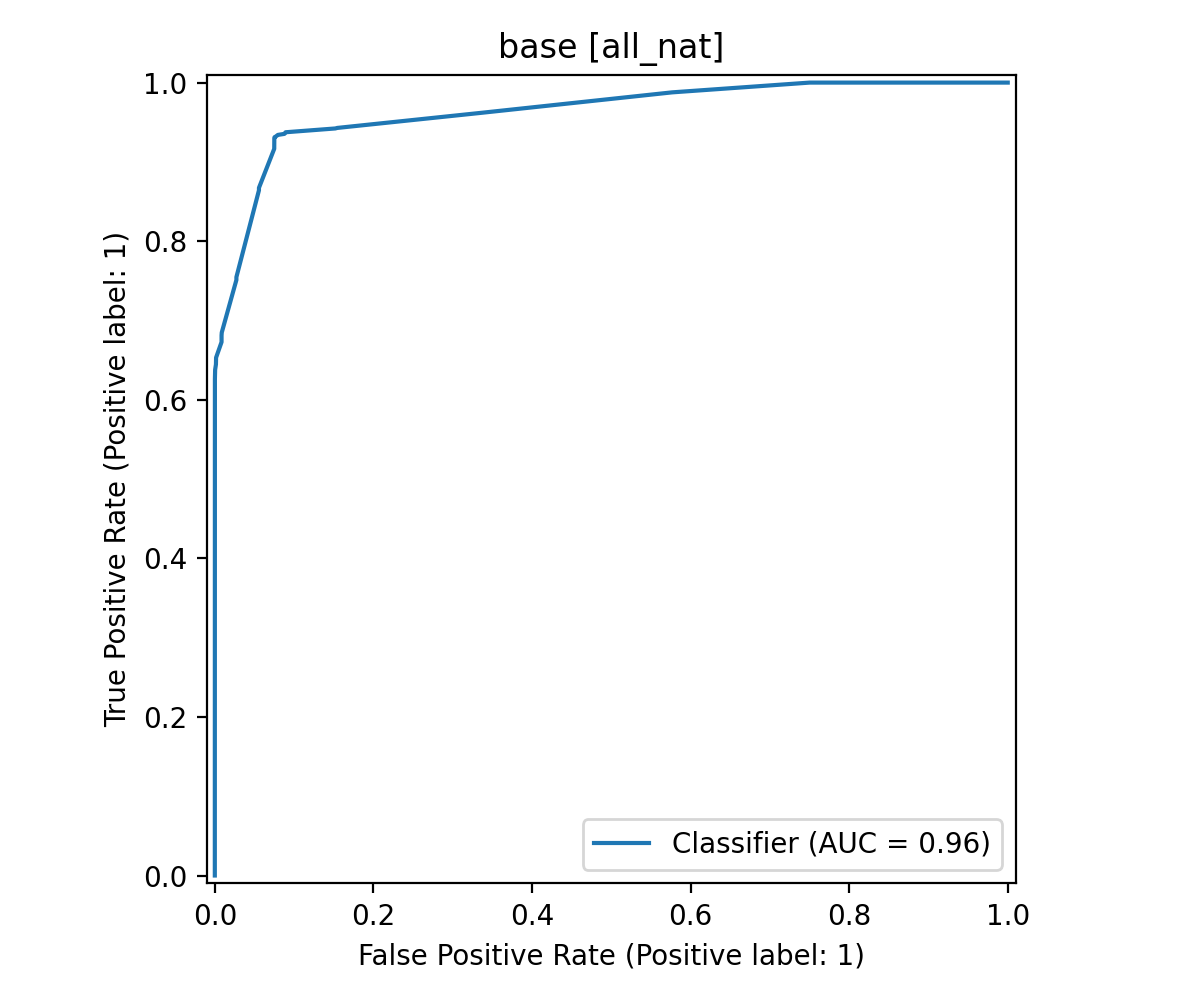 base [all_nat]
True Positive Rate (Positive label: 1)
1.0
0.8
0.6
0.4
0.2
0.0
Classifier (AUC = 0.96)
0.0 0.2 0.4 0.6 0.8 1.0
False Positive Rate (Positive label: 1)